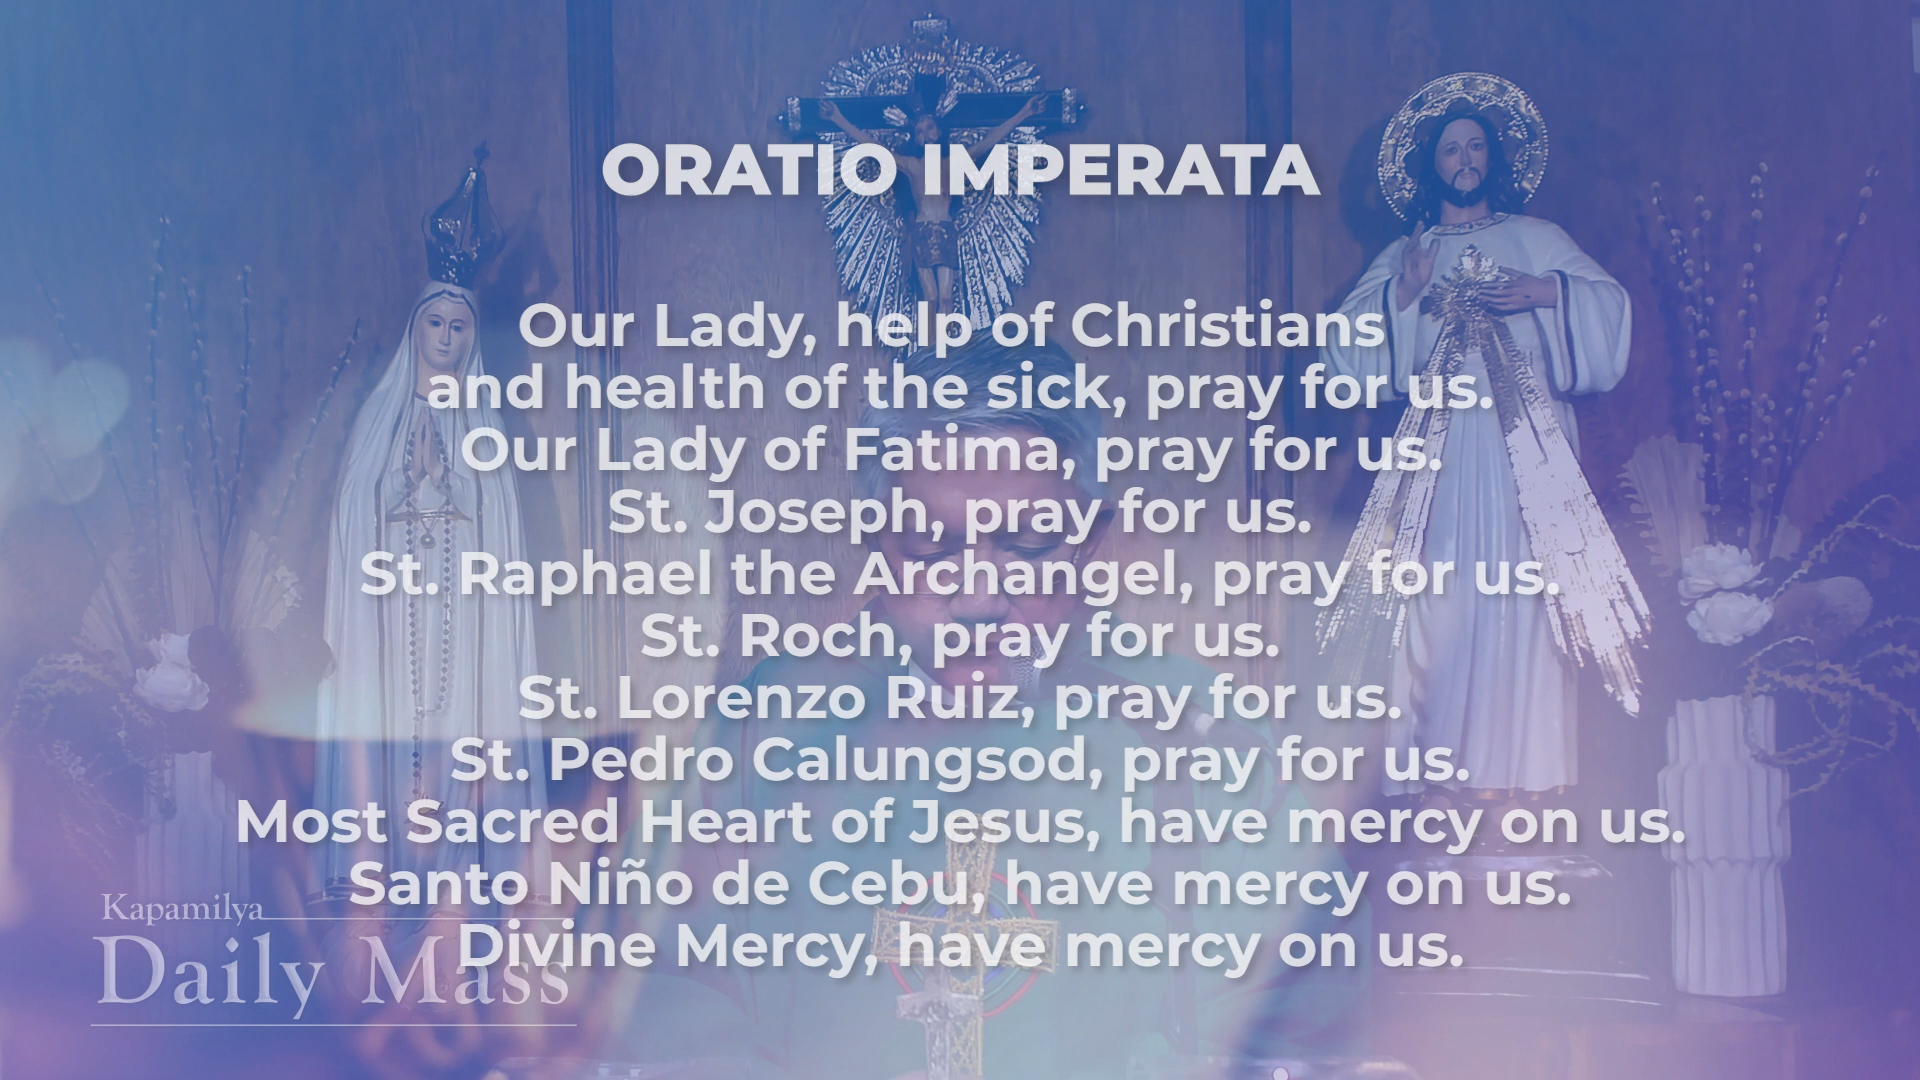 ORATIO IMPERATA
Our Lady, help of Christians
and health of the sick, pray for us.
Our Lady of Fatima, pray for us.
St. Joseph, pray for us.
St. Raphael the Archangel, pray for us.
St. Roch, pray for us.
St. Lorenzo Ruiz, pray for us.
St. Pedro Calungsod, pray for us.
Most Sacred Heart of Jesus, have mercy on us.
Santo Niño de Cebu, have mercy on us.
Divine Mercy, have mercy on us.
Kapamilya
Daily Mass